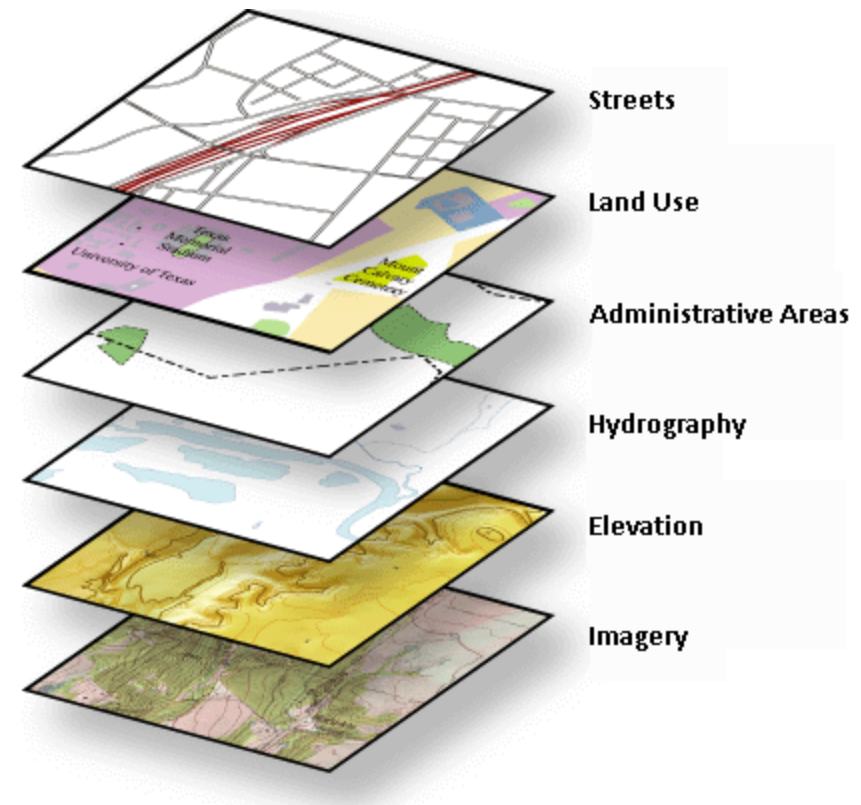 Streets
Land Use
Texas
Memorial
Stadium
University of Texas
Mount
Calvary
Cemetery
Administrative Areas
Hydrography
Elevation
Imagery